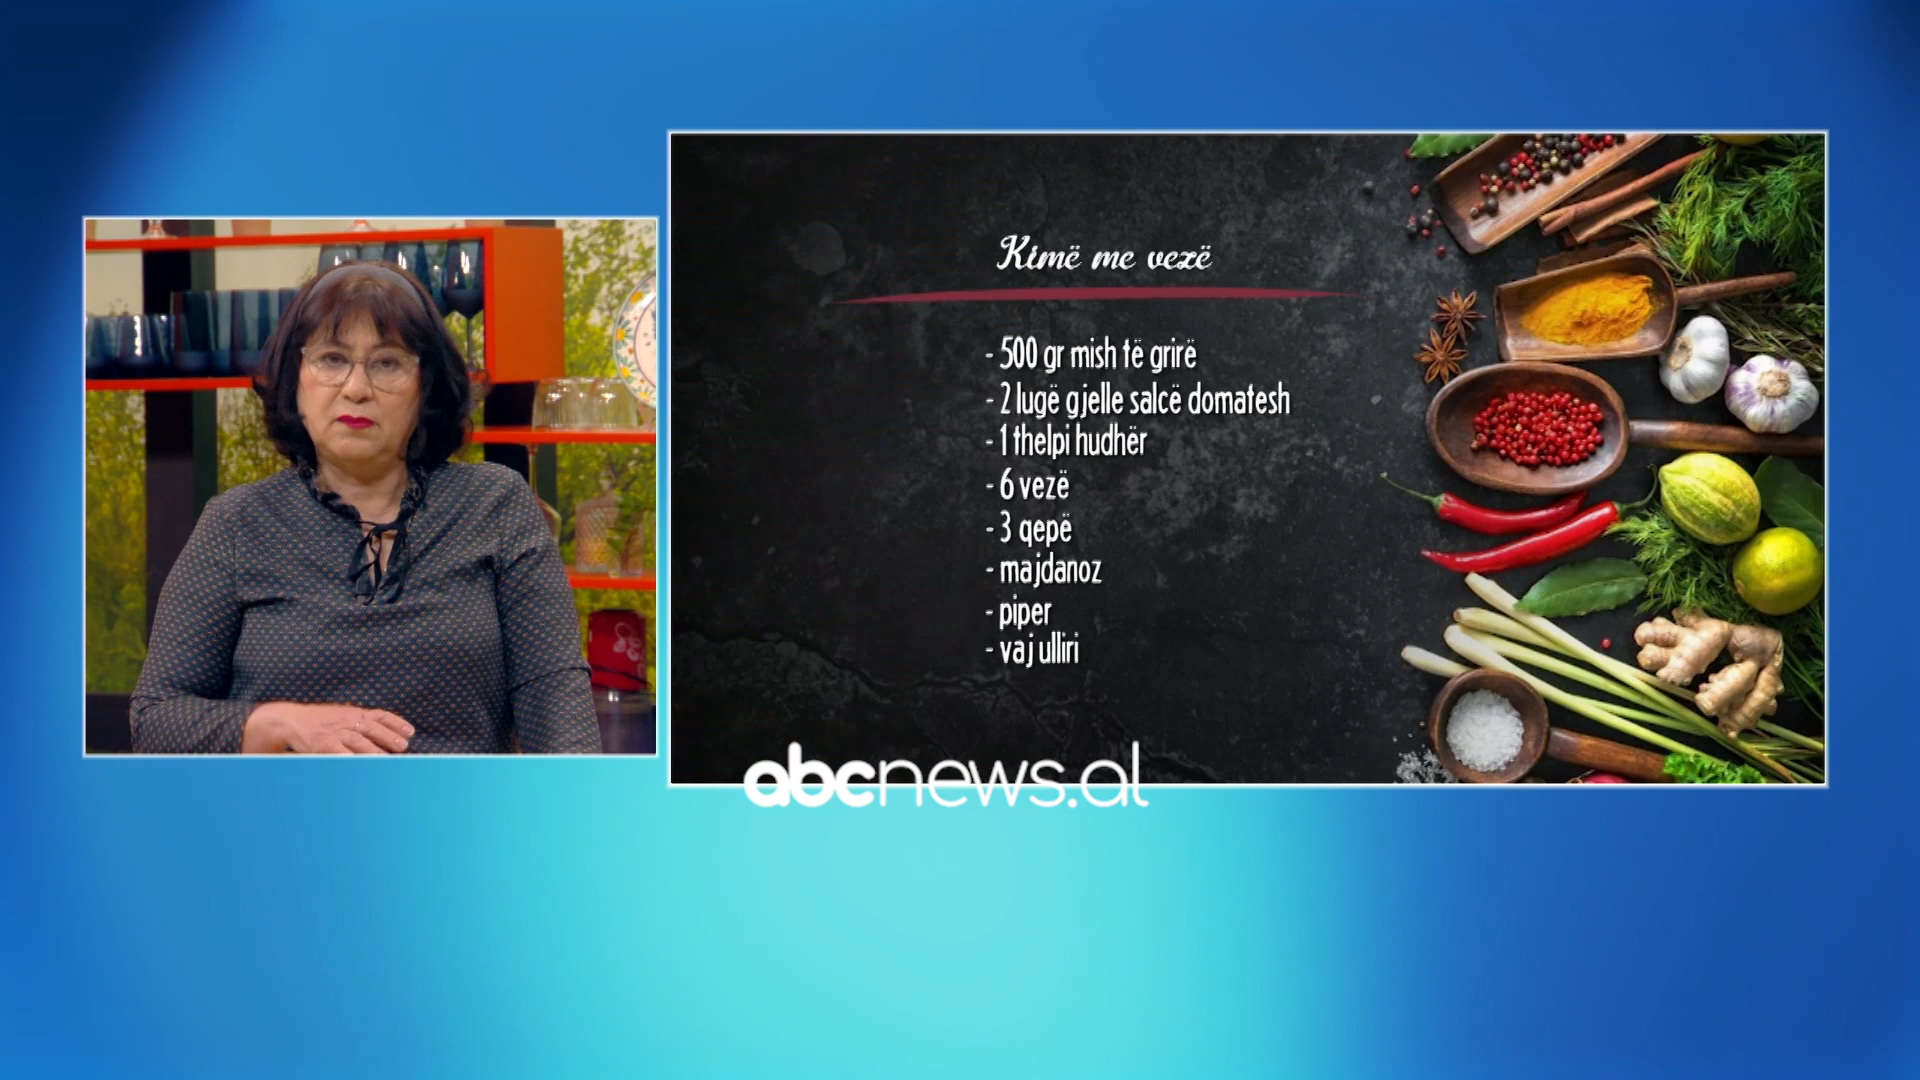 Kimë me vezë
- 500 gr mish të grirë
- 2 lugë gjelle salcë domatesh
- 1 thelpi hudhër
- 6 vezë
- 3 qepë
- majdanoz
- piper
- vaj ulliri
abcnews.al